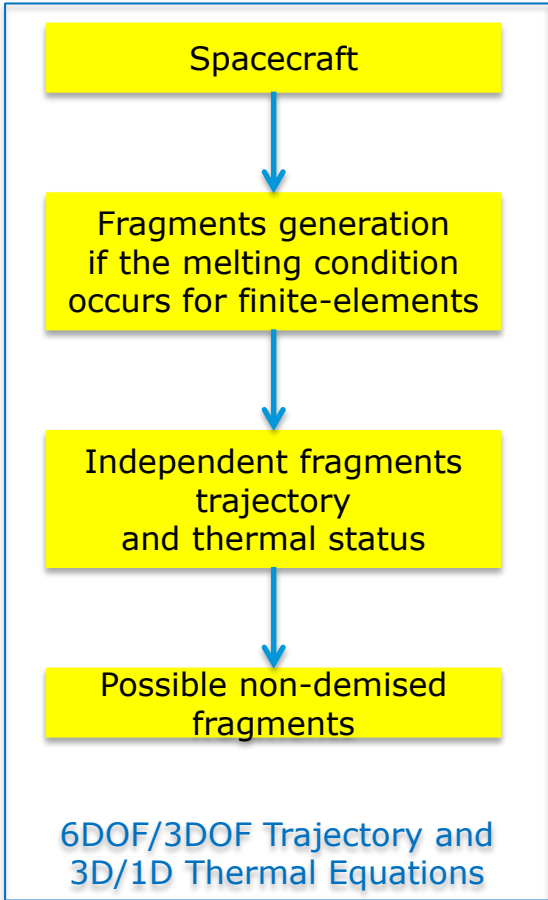 Spacecraft
Fragments generation
if the melting condition
occurs for finite-elements
Independent fragments
trajectory
and thermal status
Possible non-demised
fragments
6DOF/3DOF Trajectory and
3D/1D Thermal Equations